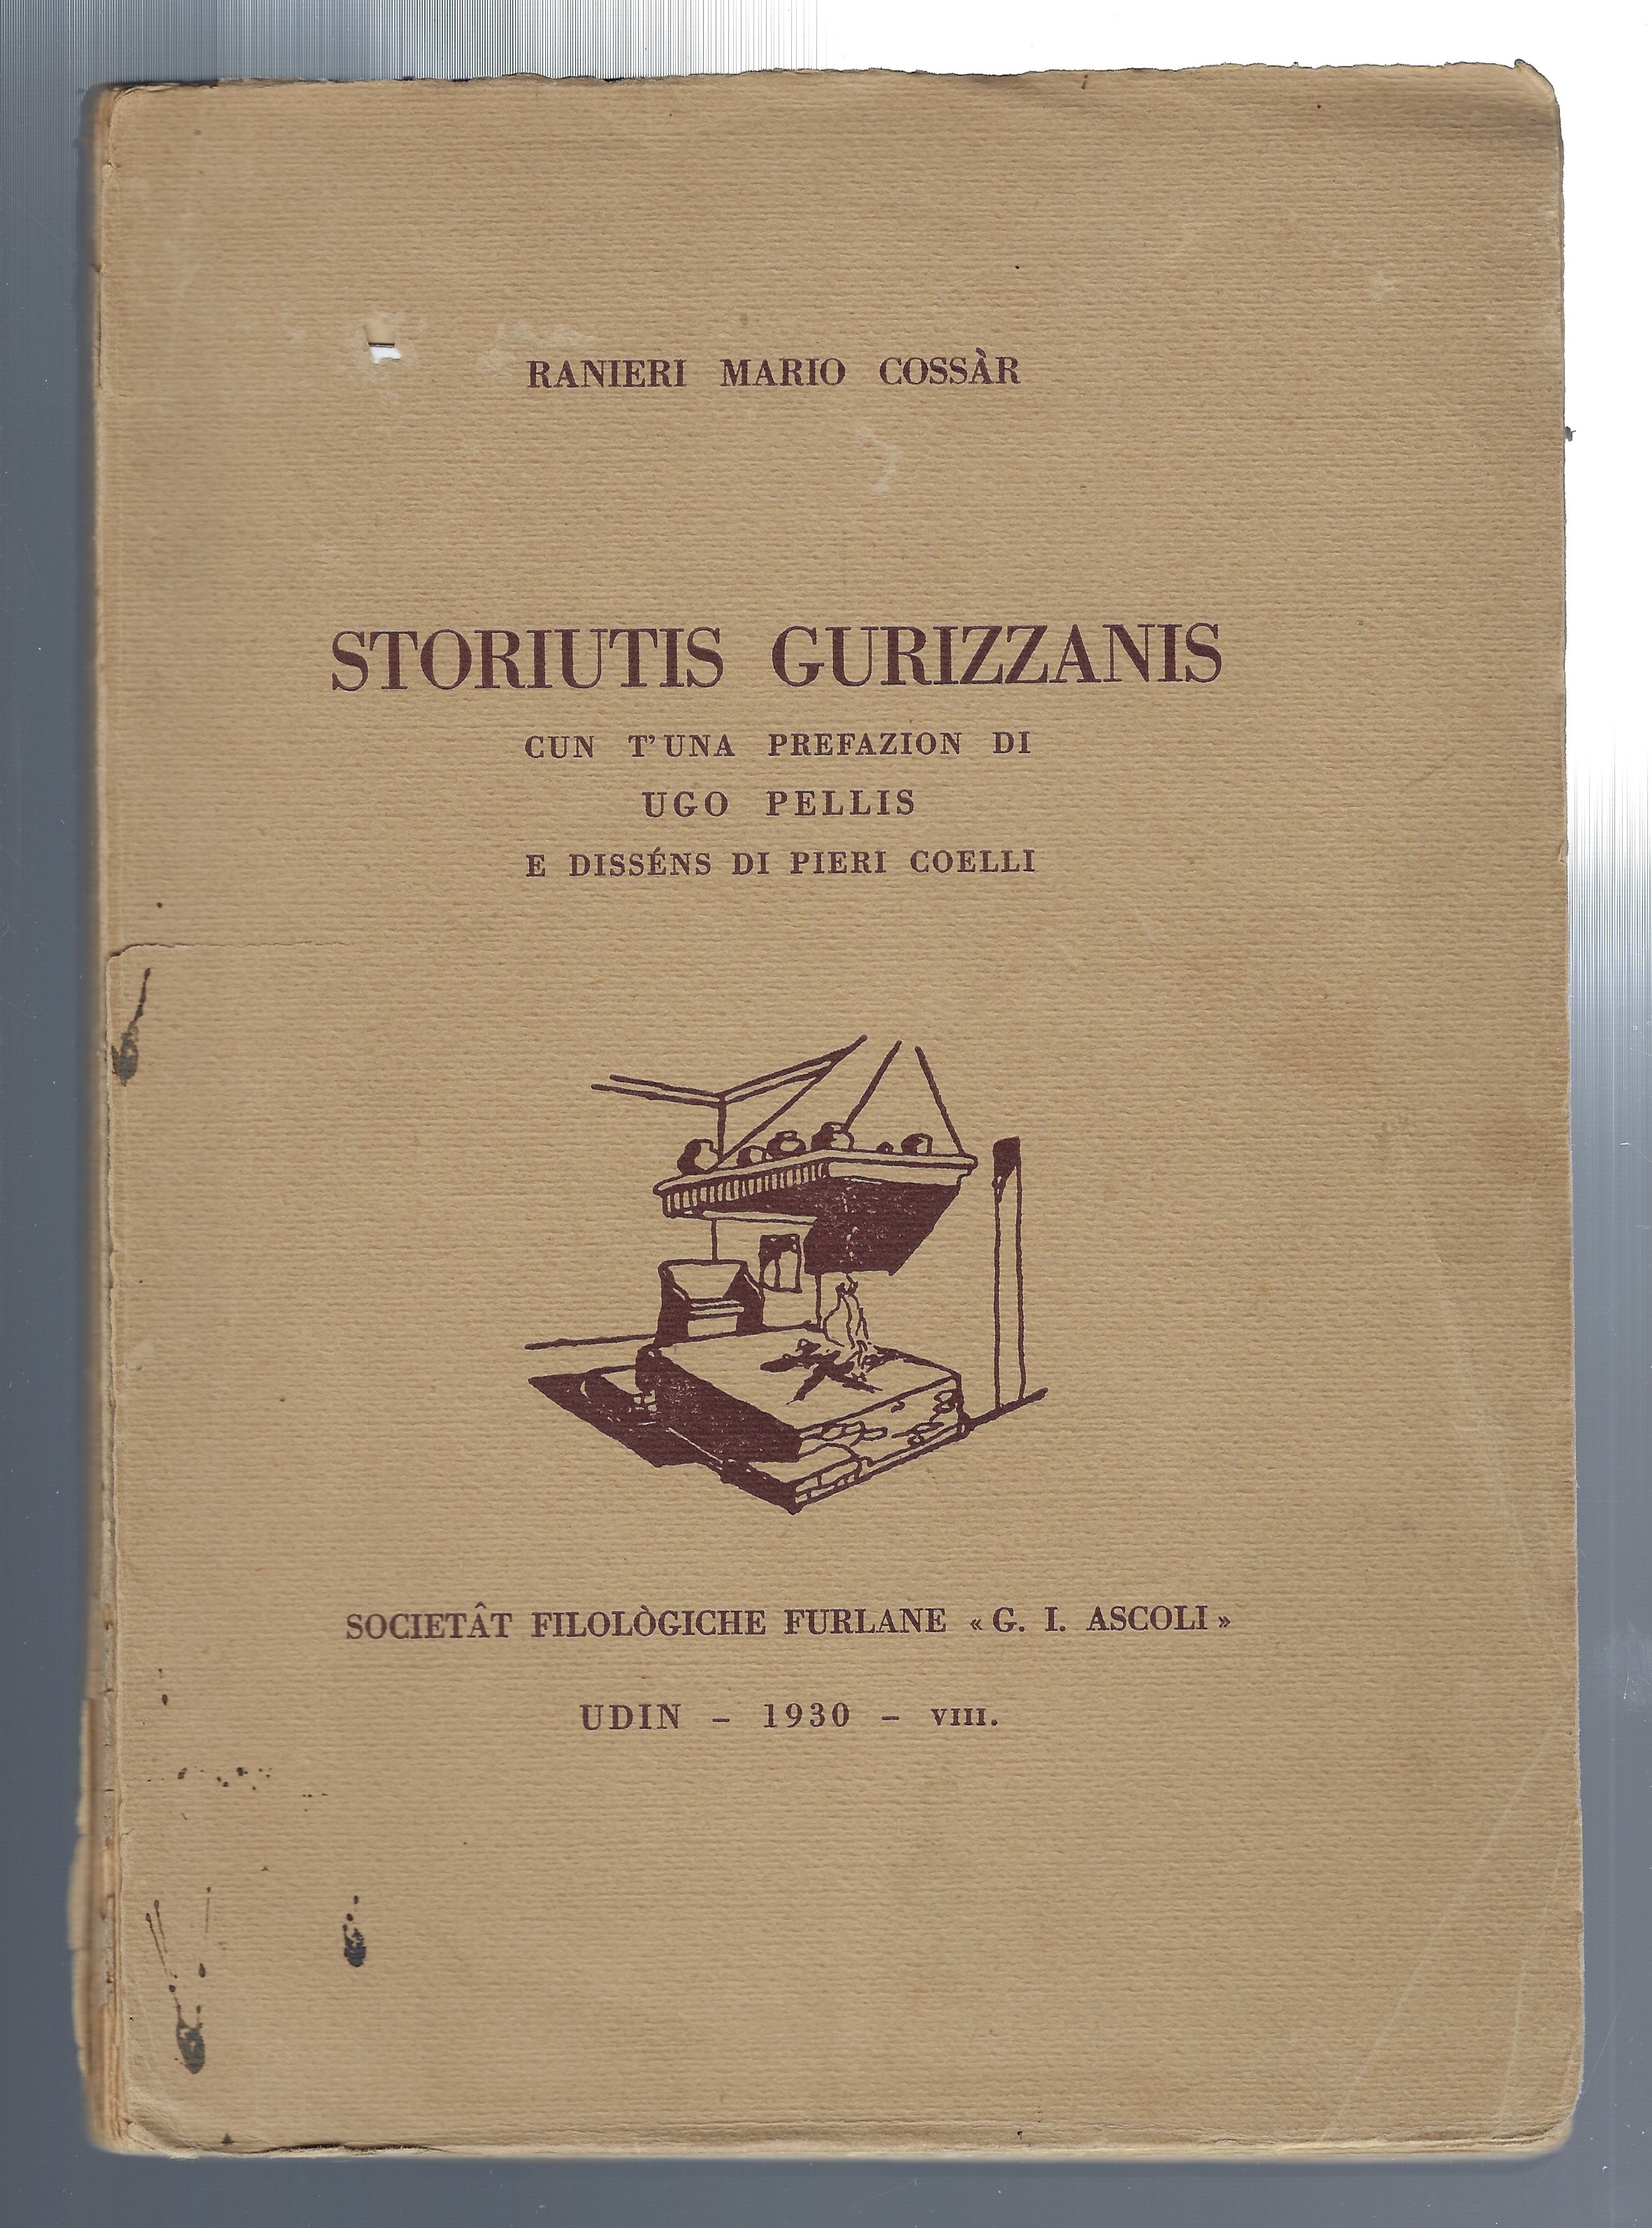 RANIERI MARIO COSSÀR
STORIUTIS GURIZZANIS
CUN T'UNA PREFAZION DI
UGO PELLIS
E DISSÉNS DI PIERI COELLI
SOCIETÂT FILOLÒGICHE FURLANE « G. I. ASCOLI »
UDIN – 1930 – VIII.